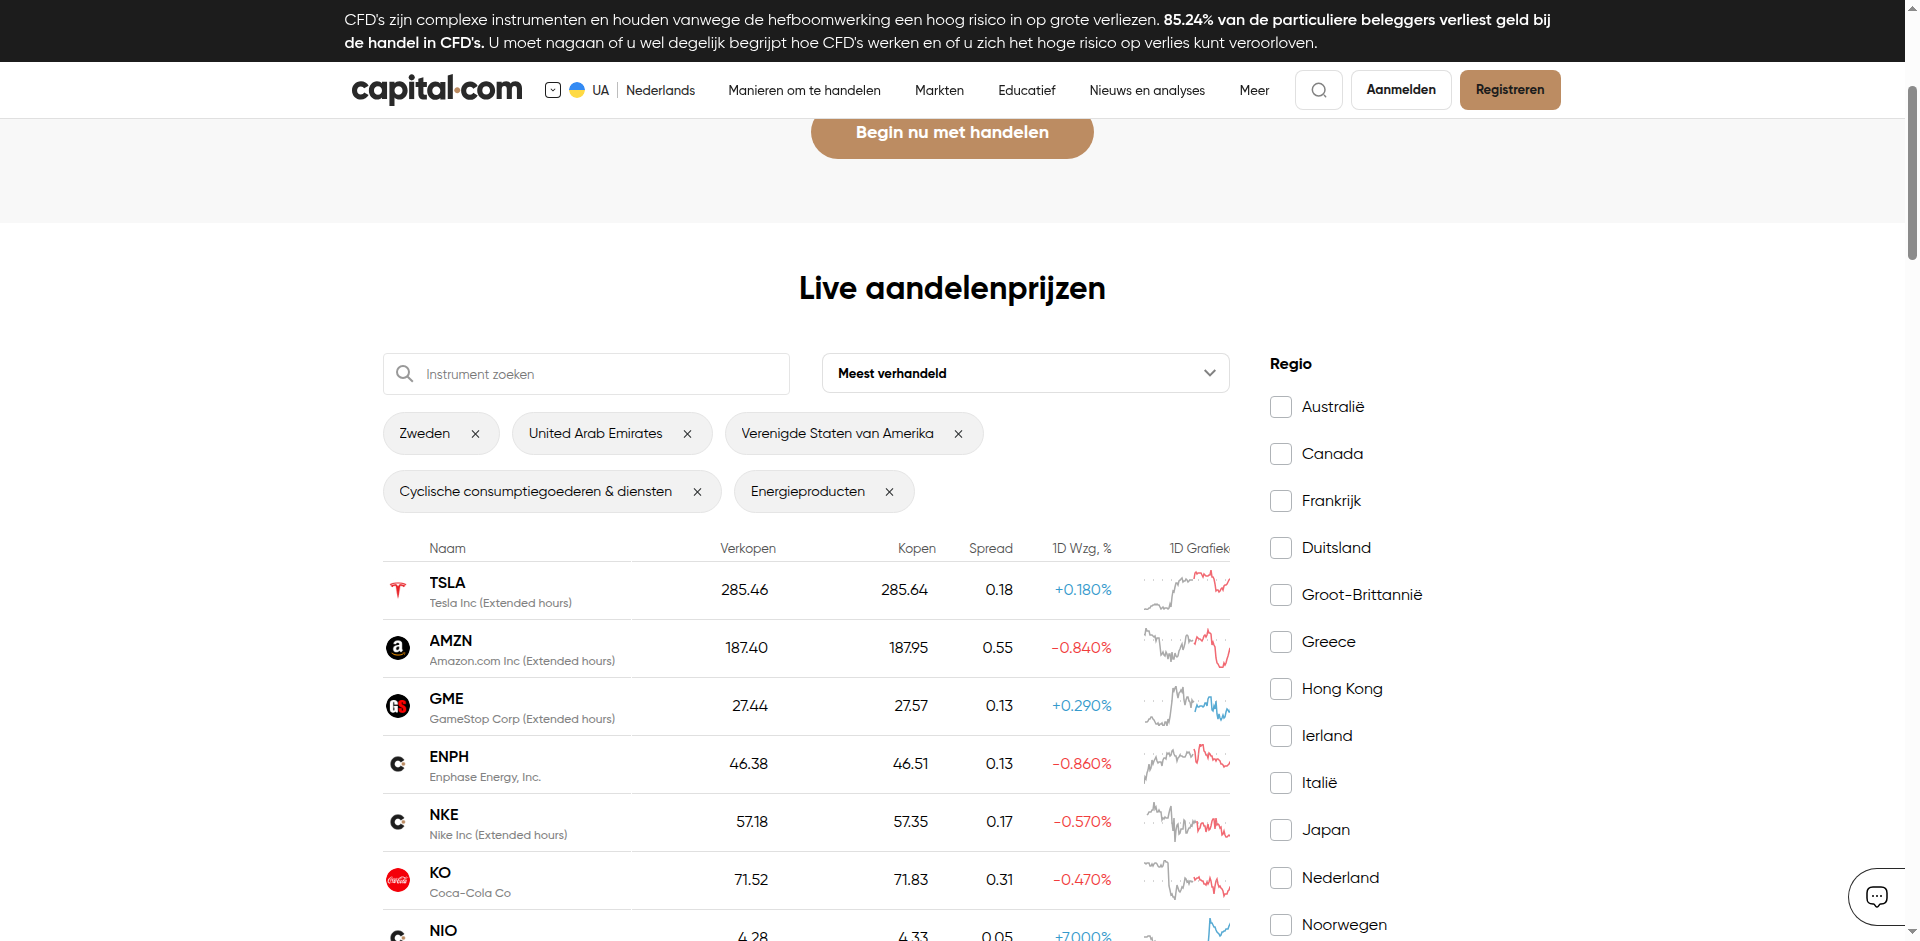 CFD's zijn complexe instrumenten en houden vanwege de hefboomwerking een hoog risico in op grote verliezen. 85.24% van de particuliere beleggers verliest geld bij
de handel in CFD's. U moet nagaan of u wel degelijk begrijpt hoe CFD's werken en of u zich het hoge risico op verlies kunt veroorloven.
capital.com UA Nederlands Manieren om te handelen Markten Educatief Nieuws en analyses Meer Aanmelden Registreren
Begin nu met handelen
Live aandelenprijzen
Instrument zoeken
Meest verhandeld
Zweden
United Arab Emirates
Verenigde Staten van Amerika
Cyclische consumptiegoederen & diensten
Energieproducten
Naam Verkopen Kopen Spread 1D Wzg, % 1D Grafiek
TSLA
Tesla Inc (Extended hours)
285.46 285.64 0.18 +0.180%
AMZN
Amazon.com Inc (Extended hours)
187.40 187.95 0.55 -0.840%
GME
GameStop Corp (Extended hours)
27.44 27.57 0.13 +0.290%
ENPH
Enphase Energy, Inc.
46.38 46.51 0.13 -0.860%
NKE
Nike Inc (Extended hours)
57.18 57.35 0.17 -0.570%
KO
Coca-Cola Co
71.52 71.83 0.31 -0.470%
NIO
4.28 4.33 0.05 +7.000%
Regio
Australië
Canada
Frankrijk
Duitsland
Groot-Brittannië
Greece
Hong Kong
Ierland
Italië
Japan
Nederland
Noorwegen